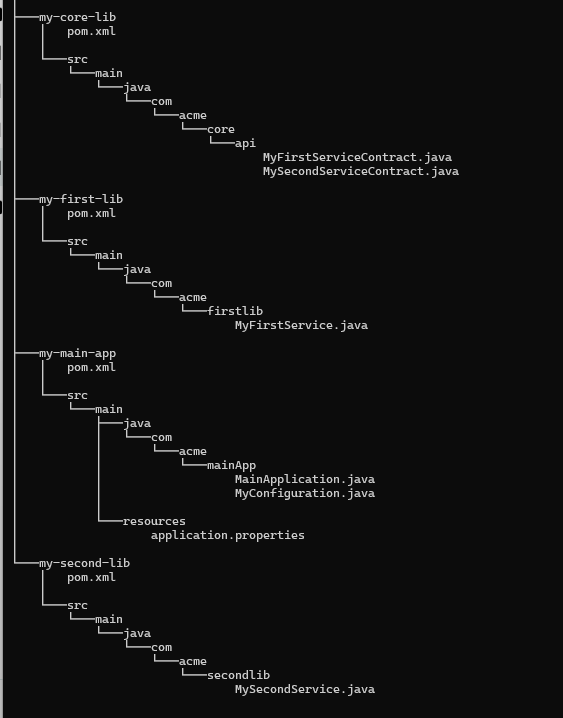 my-core-lib
pom.xml
src
main
java
com
acme
core
api
MyFirstServiceContract.java
MySecondServiceContract.java
my-first-lib
pom.xml
src
main
java
com
acme
firstlib
MyFirstService.java
my-main-app
pom.xml
src
main
java
com
acme
mainApp
MainApplication.java
MyConfiguration.java
resources
application.properties
my-second-lib
pom.xml
src
main
java
com
acme
secondlib
MySecondService.java